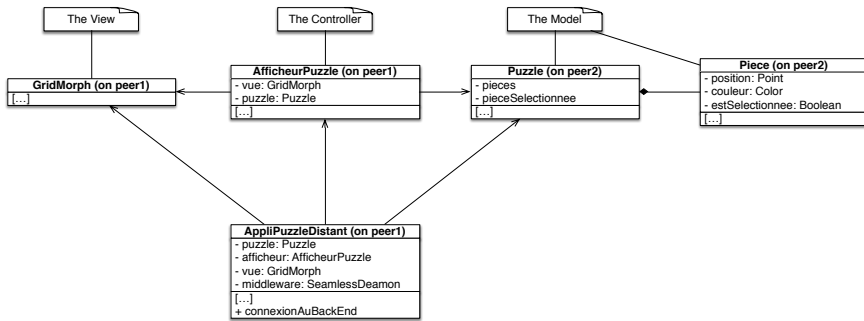 The View
The Controller
The Model
GridMorph (on peer1)
[...]
AfficheurPuzzle (on peer1)
- vue: GridMorph
- puzzle: Puzzle
[...]
Puzzle (on peer2)
- pieces
- pieceSelectionnee
[...]
Piece (on peer2)
- position: Point
- couleur: Color
- estSelectionnee: Boolean
[...]
AppliPuzzleDistant (on peer1)
- puzzle: Puzzle
- afficheur: AfficheurPuzzle
- vue: GridMorph
- middleware: SeamlessDeamon
[...]
+ connexionAuBackEnd